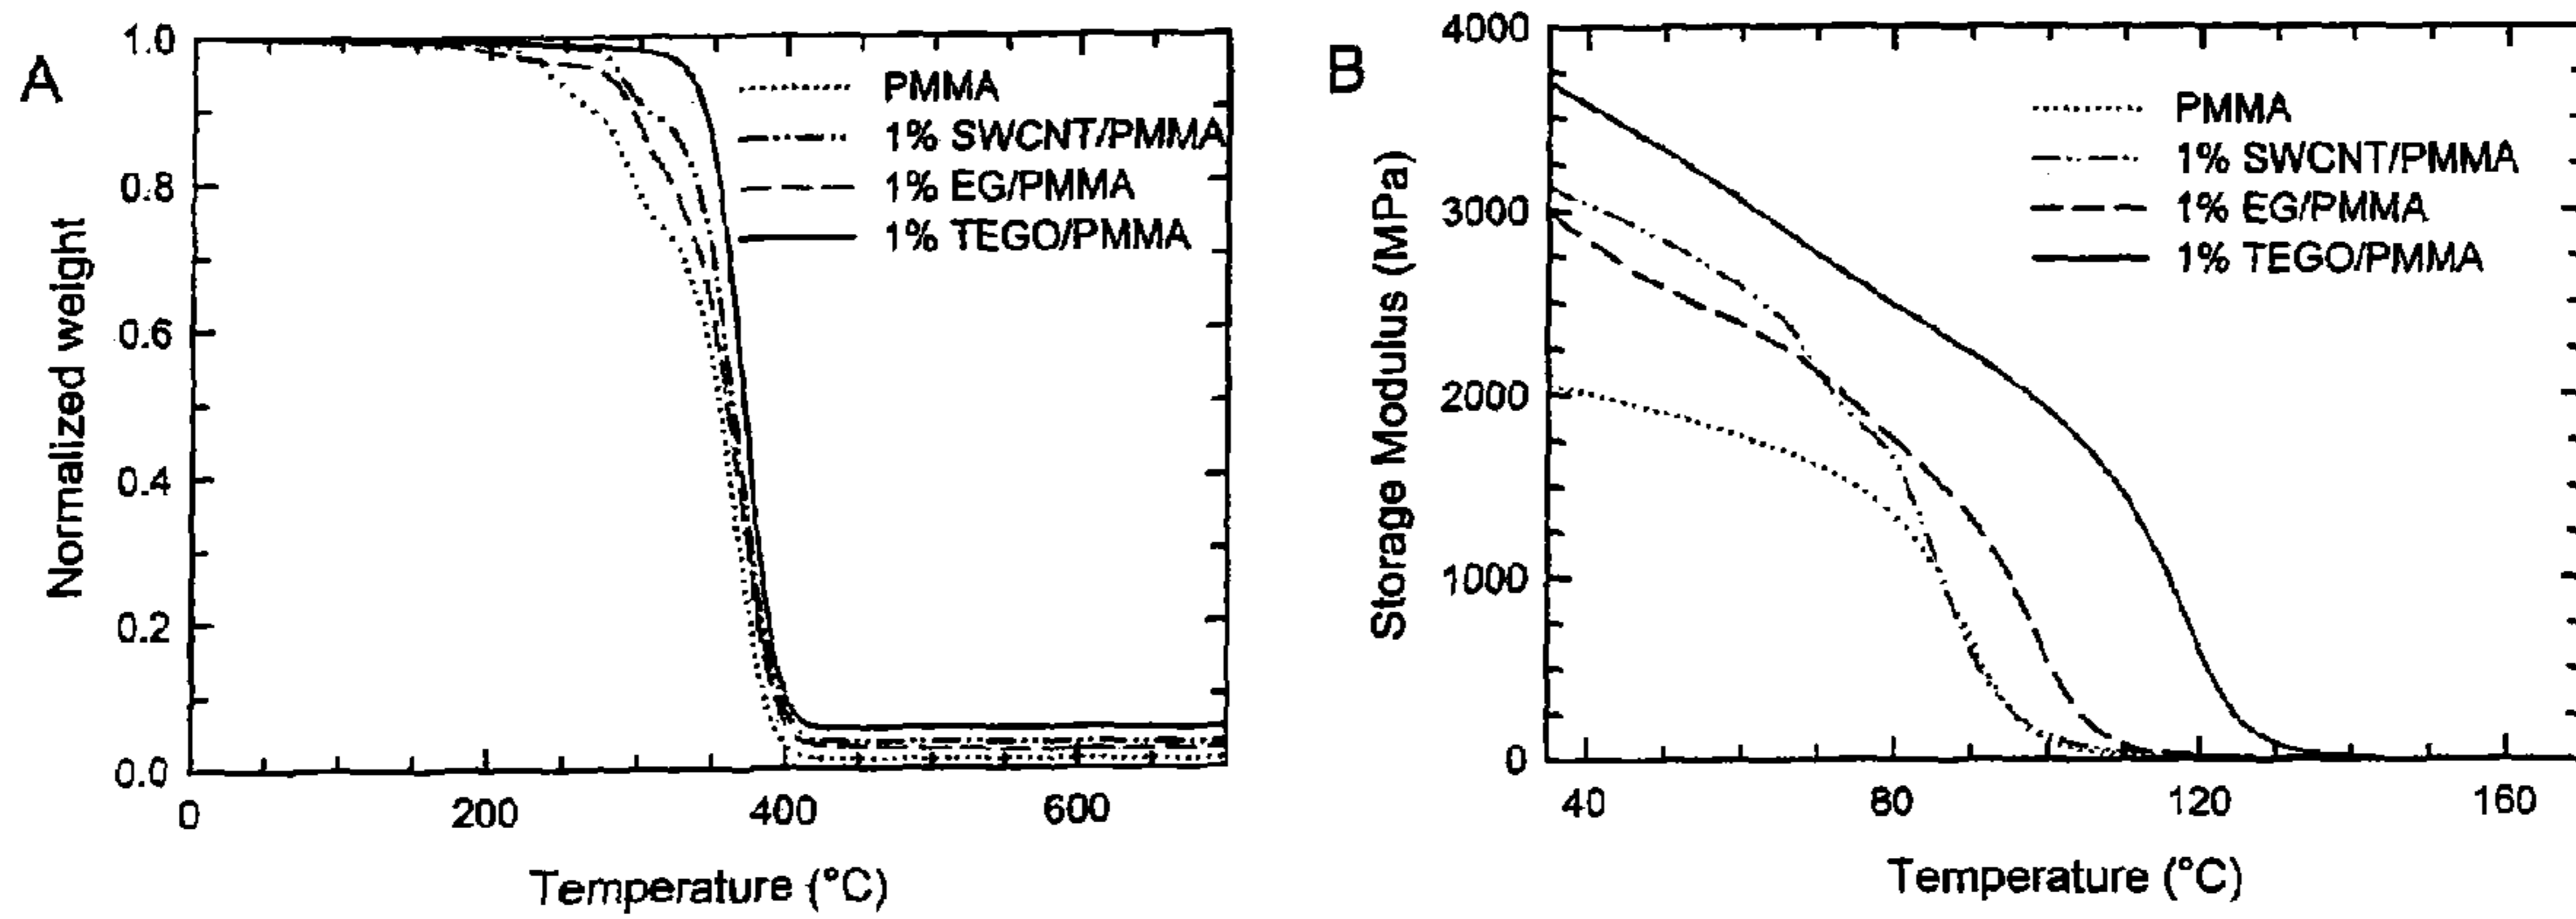 A
1.0
0.8
0.6
0.4
0.2
0.0
Normalized weight
PMMA
1% SWCNT/PMMA
1% EG/PMMA
1% TEGO/PMMA
0
200
400
600
Temperature (°C)
B
4000
3000
2000
1000
0
Storage Modulus (MPa)
PMMA
1% SWCNT/PMMA
1% EG/PMMA
1% TEGO/PMMA
40
80
120
160
Temperature (°C)